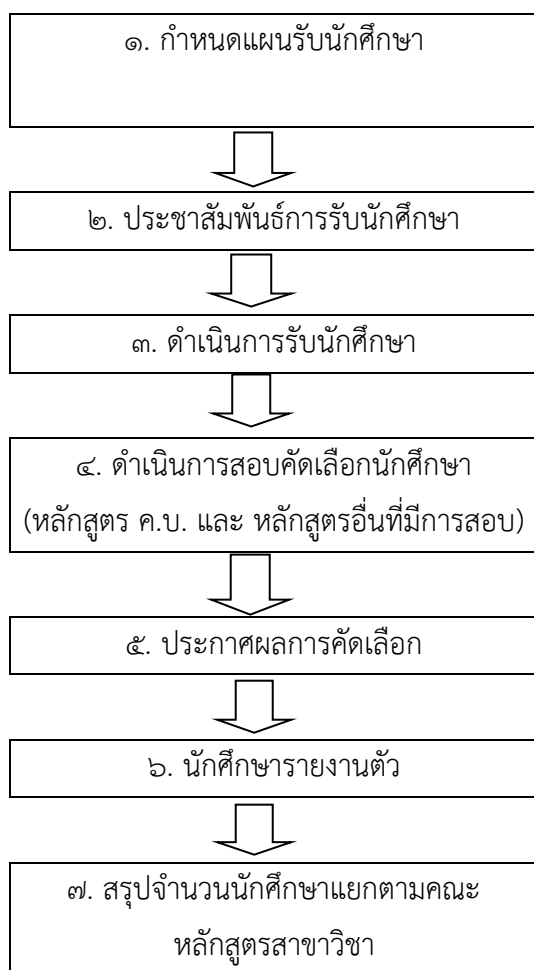 ๑. กำหนดแผนรับนักศึกษา
๒. ประชาสัมพันธ์การรับนักศึกษา
๓. ดำเนินการรับนักศึกษา
๔. ดำเนินการสอบคัดเลือกนักศึกษา
(หลักสูตร ค.บ. และ หลักสูตรอื่นที่มีการสอบ)
๕. ประกาศผลการคัดเลือก
๖. นักศึกษารายงานตัว
๗. สรุปจำนวนนักศึกษาแยกตามคณะ
หลักสูตรสาขาวิชา